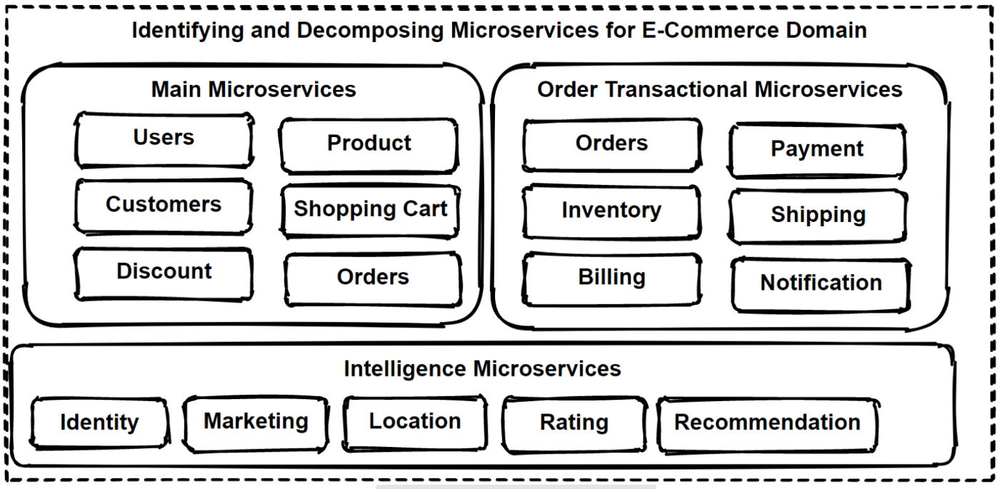 Identifying and Decomposing Microservices for E-Commerce Domain
Main Microservices
Users
Product
Customers
Shopping Cart
Discount
Orders
Order Transactional Microservices
Orders
Payment
Inventory
Shipping
Billing
Notification
Intelligence Microservices
Identity
Marketing
Location
Rating
Recommendation